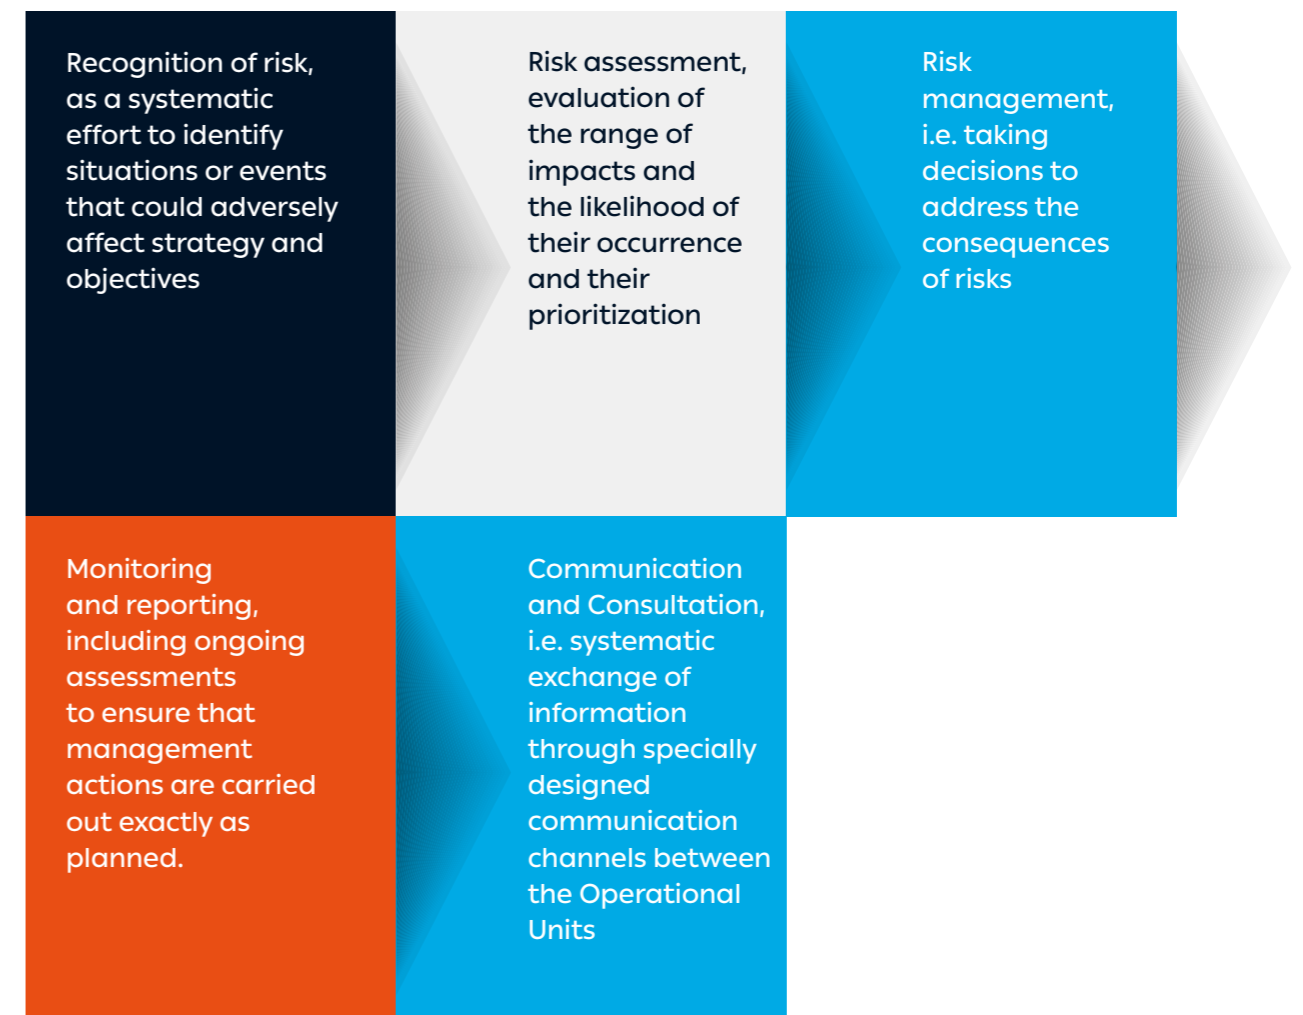 Recognition of risk,
as a systematic
effort to identify
situations or events
that could adversely
affect strategy and
objectives
Risk assessment,
evaluation of
the range of
impacts and
the likelihood of
their occurrence
and their
prioritization
Risk
management,
i.e. taking
decisions to
address the
consequences
of risks
Monitoring
and reporting,
including ongoing
assessments
to ensure that
management
actions are carried
out exactly as
planned.
Communication
and Consultation,
i.e. systematic
exchange of
information
through specially
designed
communication
channels between
the Operational
Units